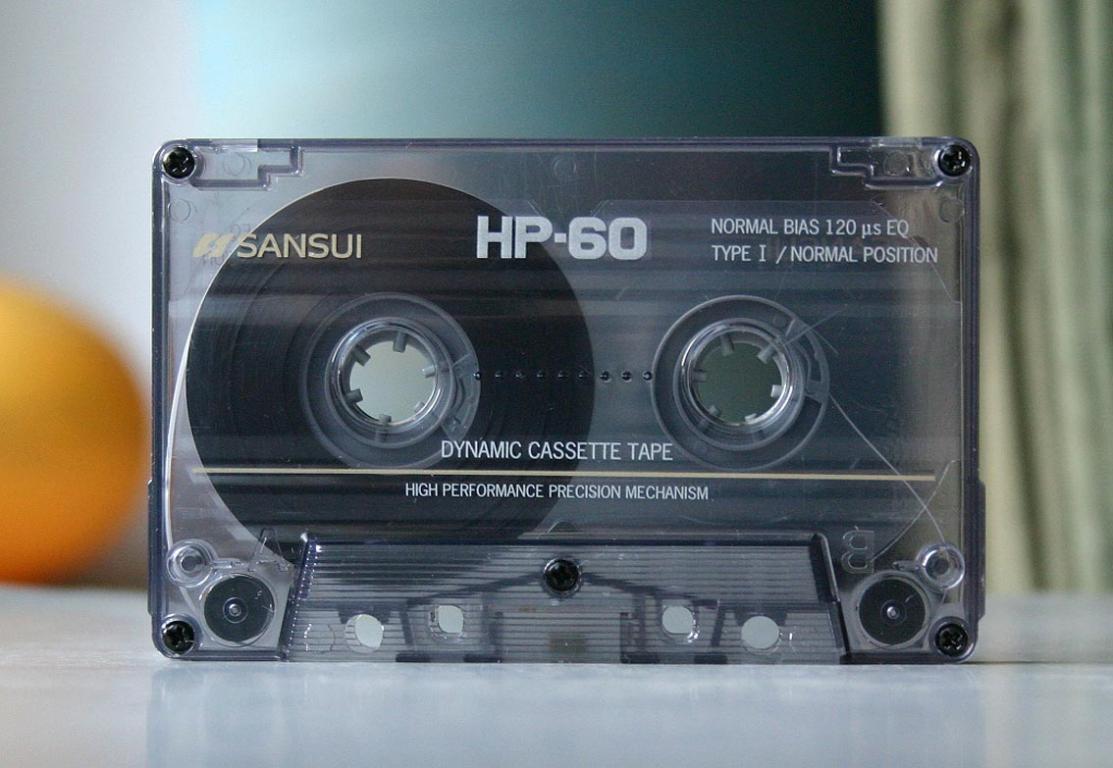 SANSUI
HP-60
NORMAL BIAS 120 µs EQ
TYPE I / NORMAL POSITION
DYNAMIC CASSETTE TAPE
HIGH PERFORMANCE PRECISION MECHANISM
A
B